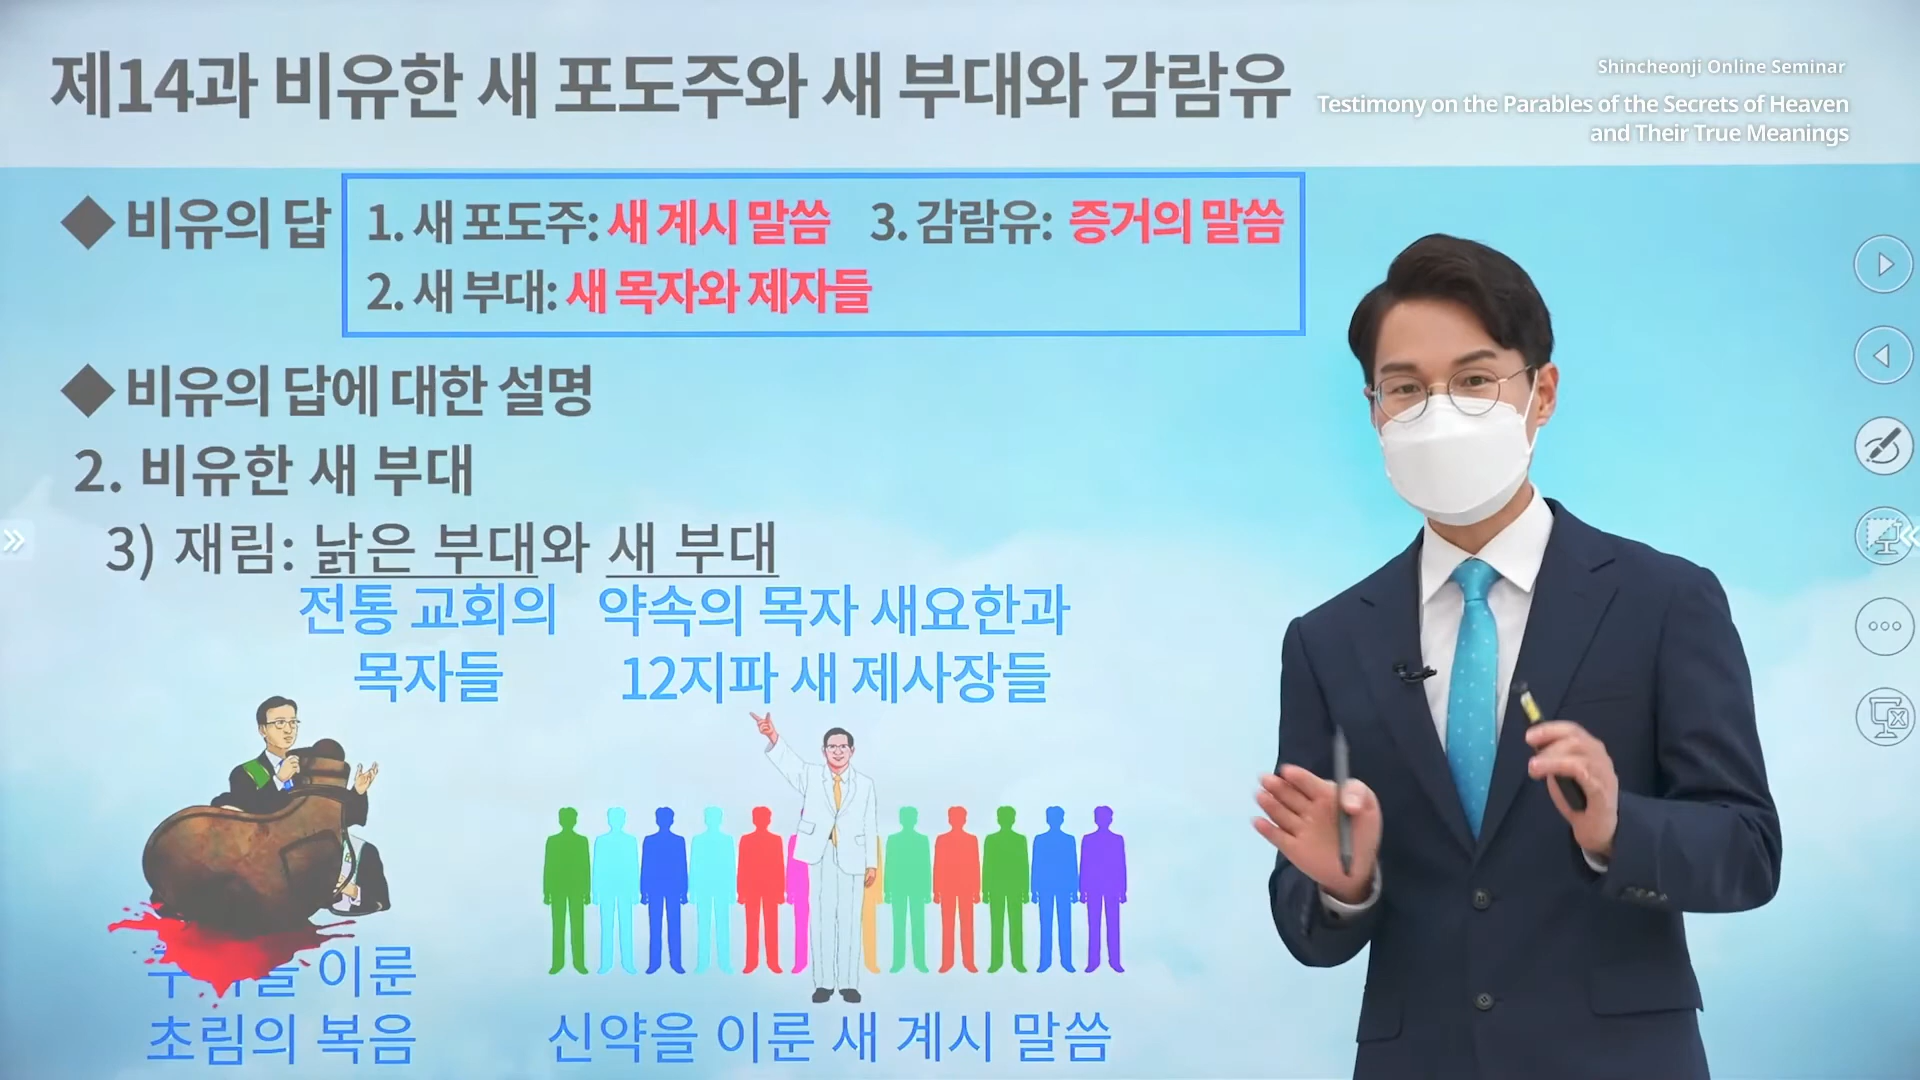 제14과 비유한 새 포도주와 새 부대와 감람유
Shincheonji Online Seminar
Testimony on the Parables of the Secrets of Heaven
and Their True Meanings
◆ 비유의 답
1. 새 포도주: 새 계시 말씀 3. 감람유: 증거의 말씀
2. 새 부대: 새 목자와 제자들
◆ 비유의 답에 대한 설명
2. 비유한 새 부대
3) 재림: 낡은 부대와 새 부대
전통 교회의
목자들
약속의 목자 새요한과
12지파 새 제사장들
이룬
초림의 복음
신약을 이룬 새 계시 말씀